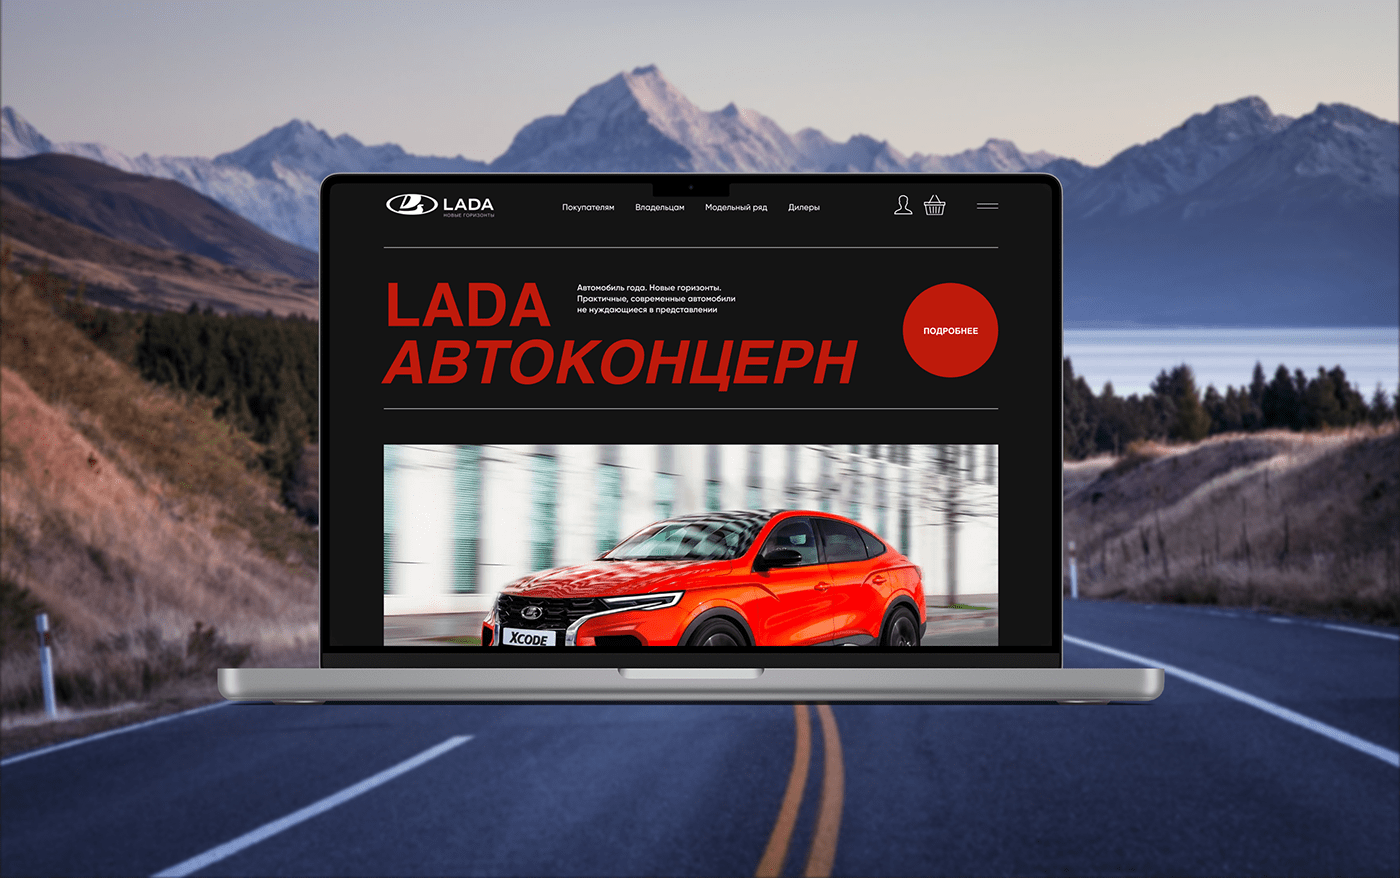 LADA
НОВЫЕ ГОРИЗОНТЫ
Покупателям Владельцам Модельный ряд Дилеры
LADA
Автомобиль года. Новые горизонты.
Практичные, современные автомобили
не нуждающиеся в представлении
АВТОКОНЦЕРН
ПОДРОБНЕЕ
XCODE